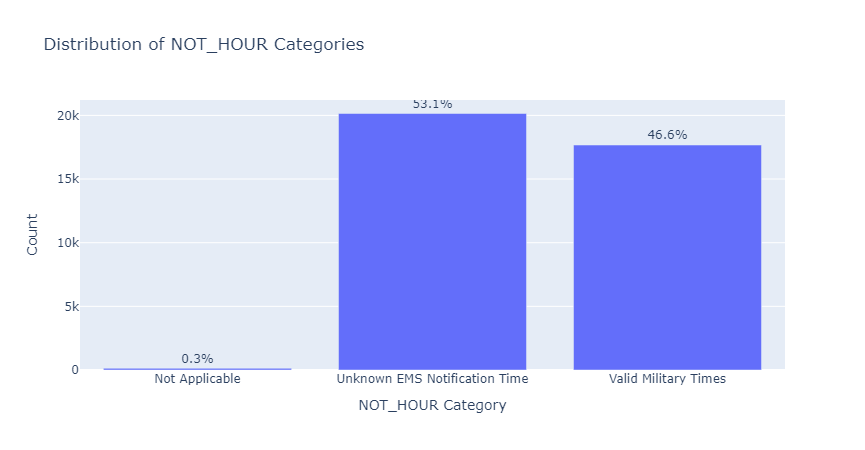 Distribution of NOT_HOUR Categories
53.1%
20k
46.6%
15k
Count
10k
5k
0.3%
0
Not Applicable
Unknown EMS Notification Time
Valid Military Times
NOT_HOUR Category